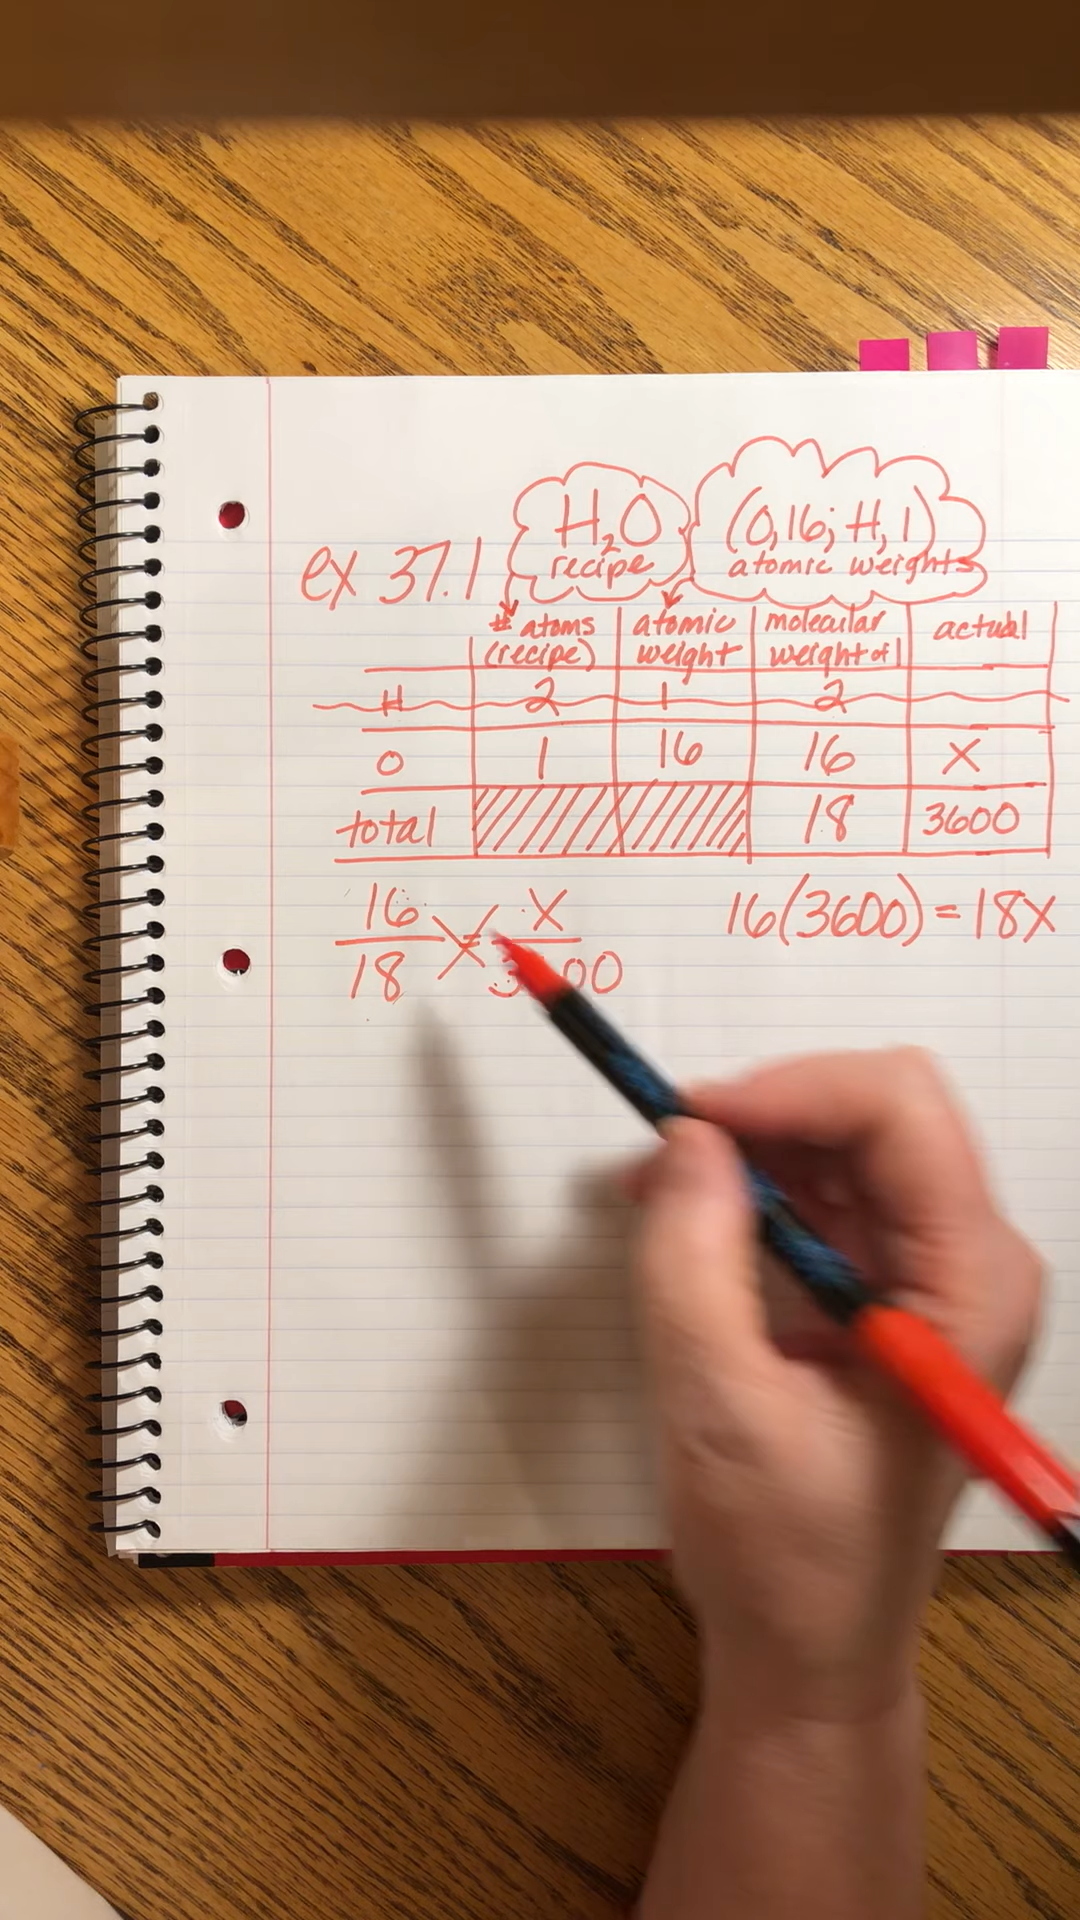 H₂O (O,16; H,1)
ex 37.1 recipe atomic weights
# atoms (recipe) atomic weight molecular weight of actual
H 2 1 2
O 1 16 16 X
total 18 3600
16/18 = X/3600 16(3600) = 18X